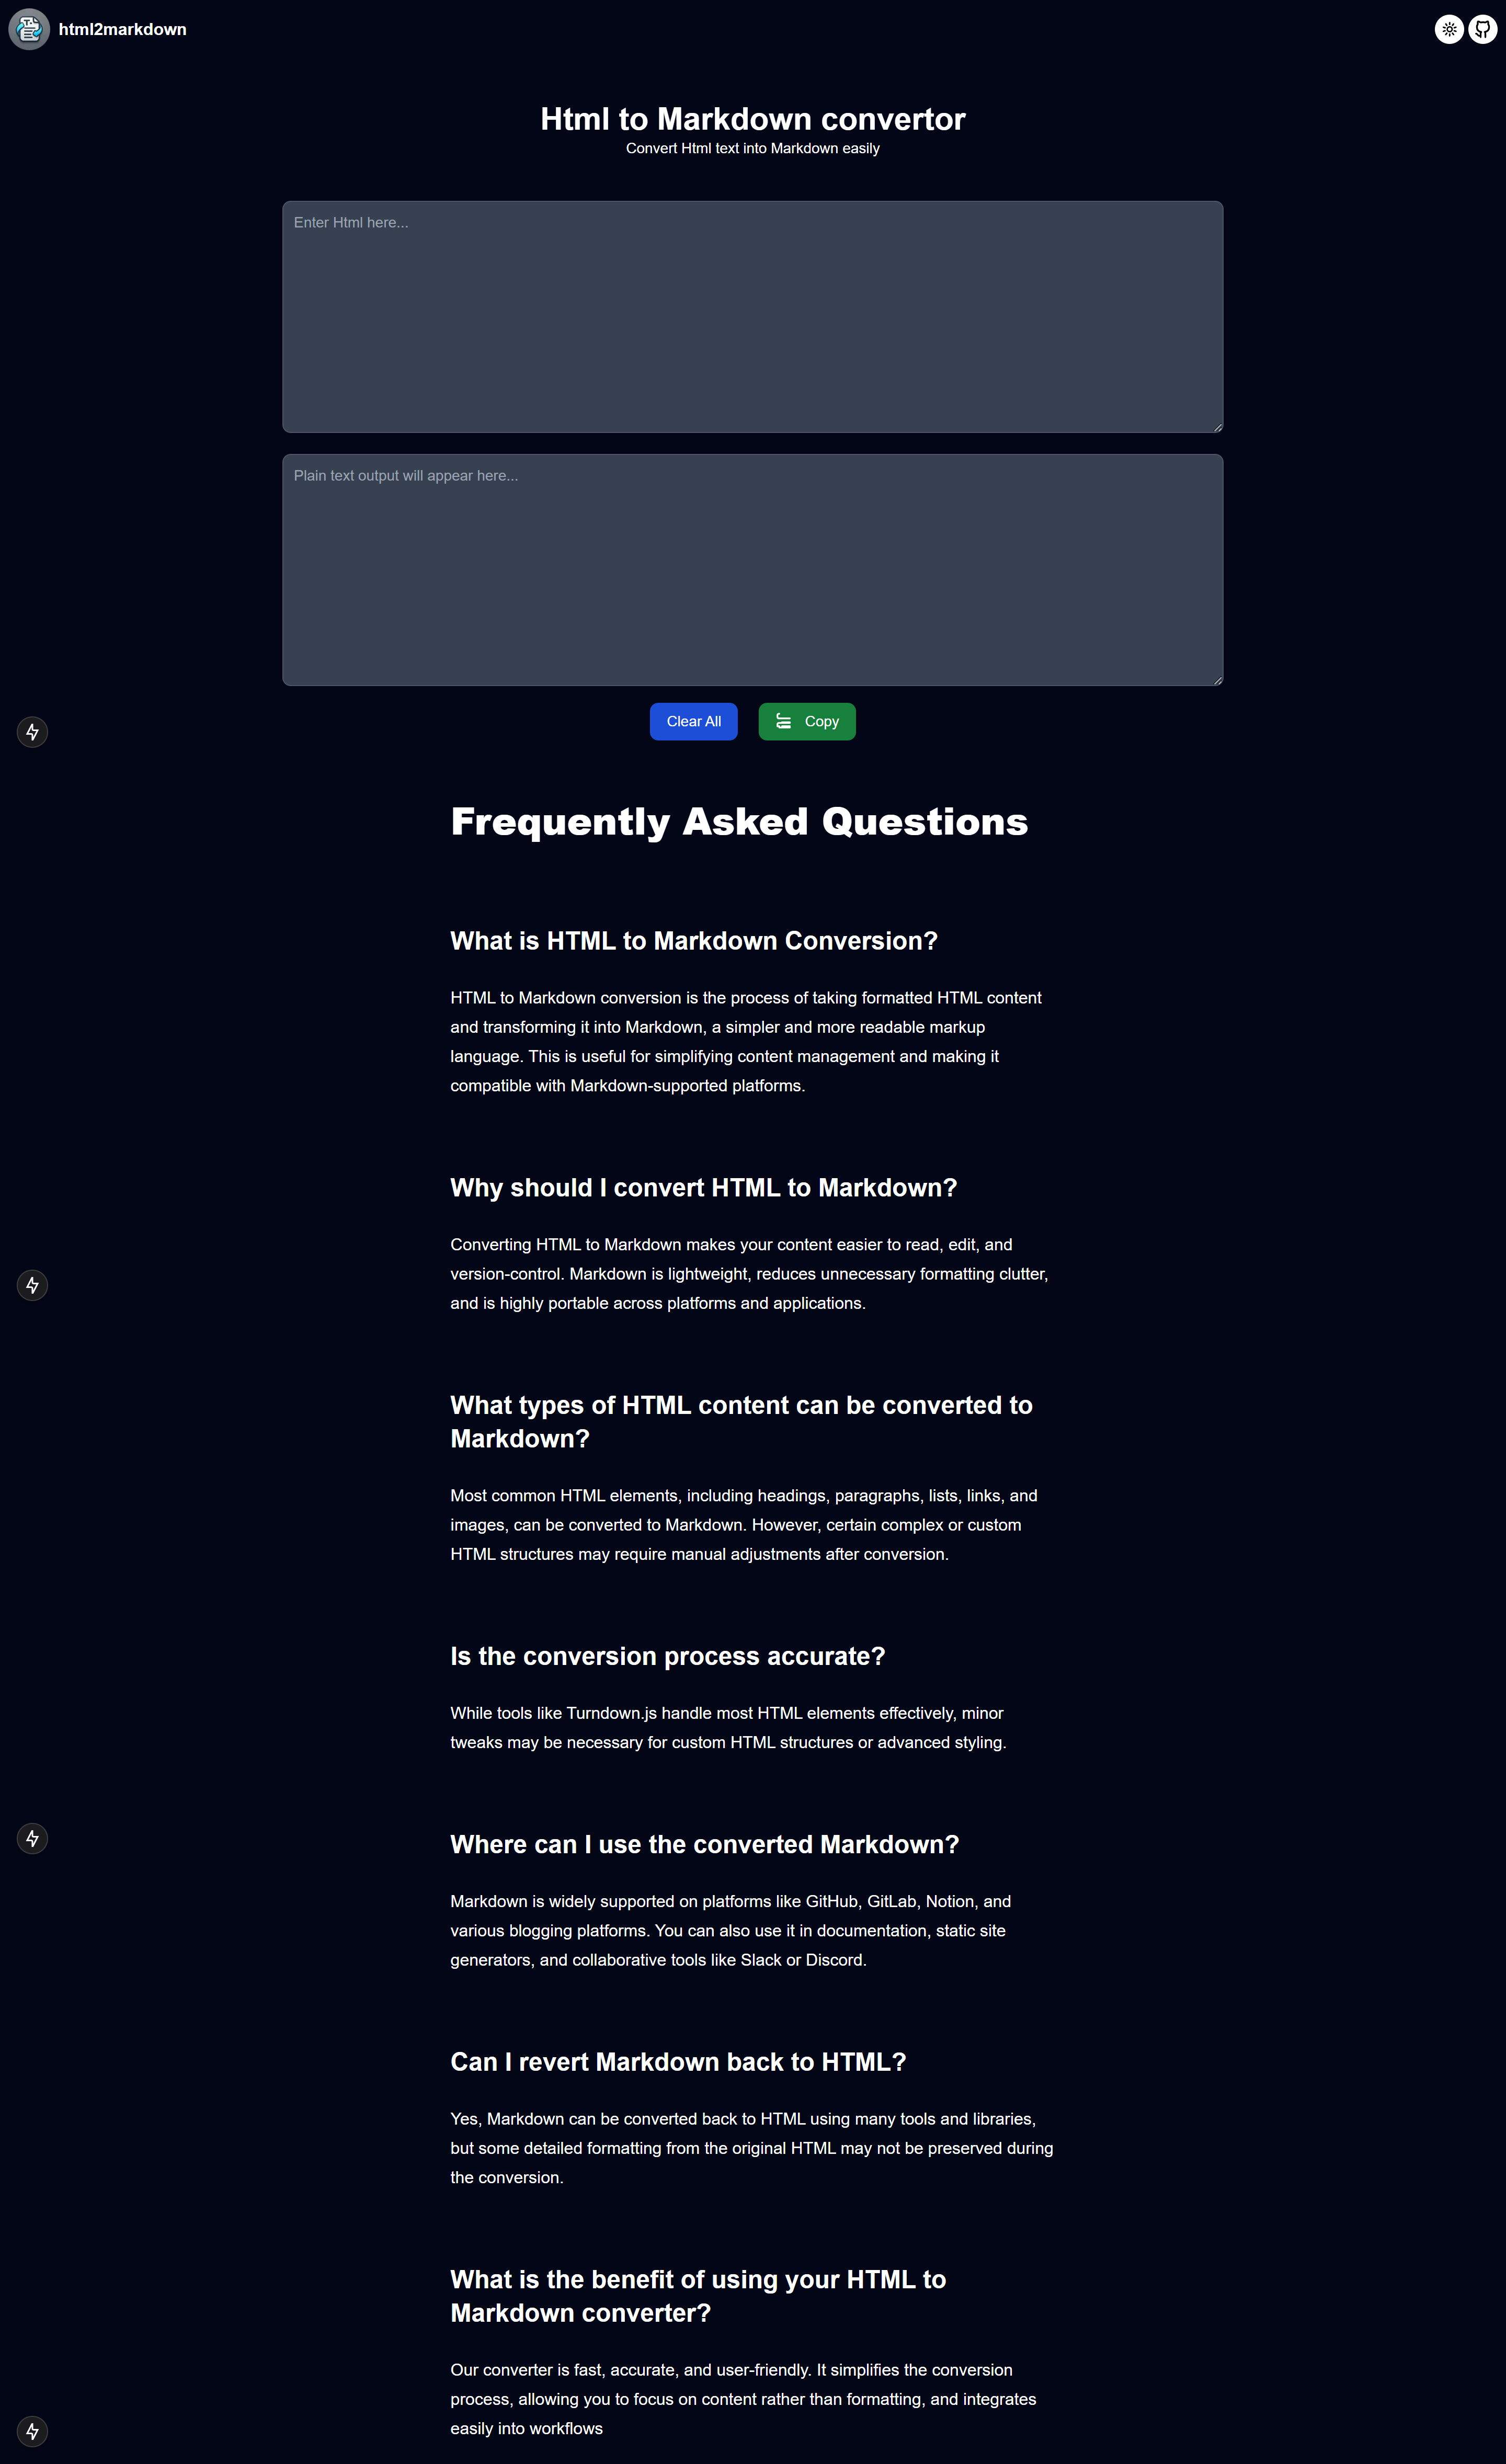 html2markdown
Html to Markdown convertor
Convert Html text into Markdown easily
Enter Html here...
Plain text output will appear here...
Clear All
Copy
Frequently Asked Questions
What is HTML to Markdown Conversion?
HTML to Markdown conversion is the process of taking formatted HTML content
and transforming it into Markdown, a simpler and more readable markup
language. This is useful for simplifying content management and making it
compatible with Markdown-supported platforms.
Why should I convert HTML to Markdown?
Converting HTML to Markdown makes your content easier to read, edit, and
version-control. Markdown is lightweight, reduces unnecessary formatting clutter,
and is highly portable across platforms and applications.
What types of HTML content can be converted to
Markdown?
Most common HTML elements, including headings, paragraphs, lists, links, and
images, can be converted to Markdown. However, certain complex or custom
HTML structures may require manual adjustments after conversion.
Is the conversion process accurate?
While tools like Turndown.js handle most HTML elements effectively, minor
tweaks may be necessary for custom HTML structures or advanced styling.
Where can I use the converted Markdown?
Markdown is widely supported on platforms like GitHub, GitLab, Notion, and
various blogging platforms. You can also use it in documentation, static site
generators, and collaborative tools like Slack or Discord.
Can I revert Markdown back to HTML?
Yes, Markdown can be converted back to HTML using many tools and libraries,
but some detailed formatting from the original HTML may not be preserved during
the conversion.
What is the benefit of using your HTML to
Markdown converter?
Our converter is fast, accurate, and user-friendly. It simplifies the conversion
process, allowing you to focus on content rather than formatting, and integrates
easily into workflows